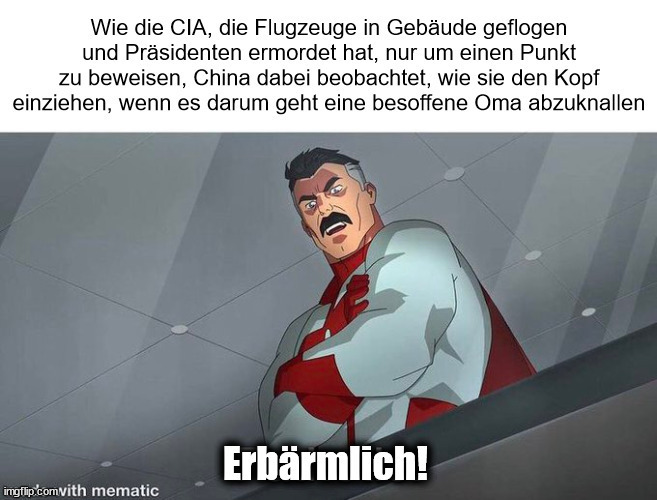 Wie die CIA, die Flugzeuge in Gebäude geflogen
und Präsidenten ermordet hat, nur um einen Punkt
zu beweisen, China dabei beobachtet, wie sie den Kopf
einziehen, wenn es darum geht eine besoffene Oma abzuknallen
Erbärmlich!
imgflip.com with mematic